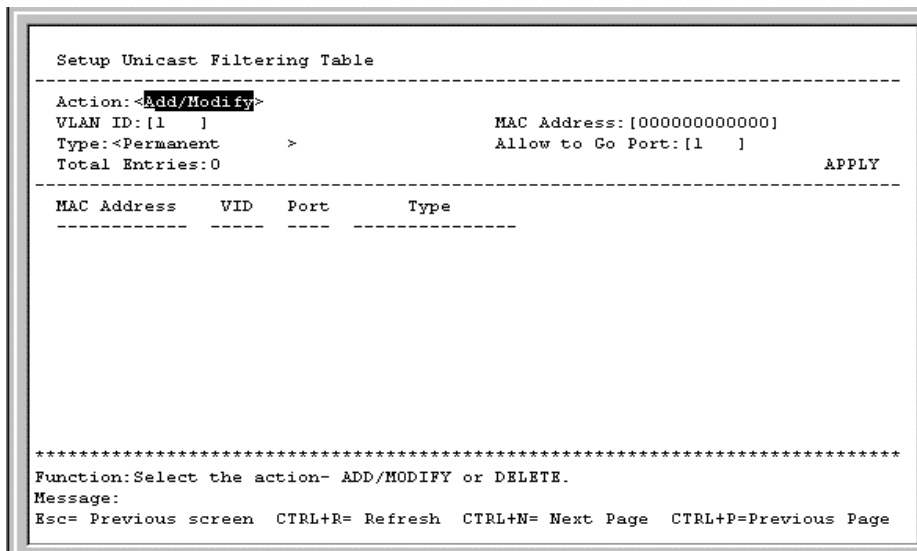 Setup Unicast Filtering Table
--------------------------------------------------------------------------------
Action:<Add/Modify>
VLAN ID:[1   ]                          MAC Address:[000000000000]
Type:<Permanent      >                  Allow to Go Port:[1   ]
Total Entries:0                                                       APPLY
--------------------------------------------------------------------------------
MAC Address    VID   Port       Type
------------  -----  ----  ---------------
********************************************************************************
Function:Select the action- ADD/MODIFY or DELETE.
Message:
Esc= Previous screen  CTRL+R= Refresh  CTRL+N= Next Page  CTRL+P=Previous Page